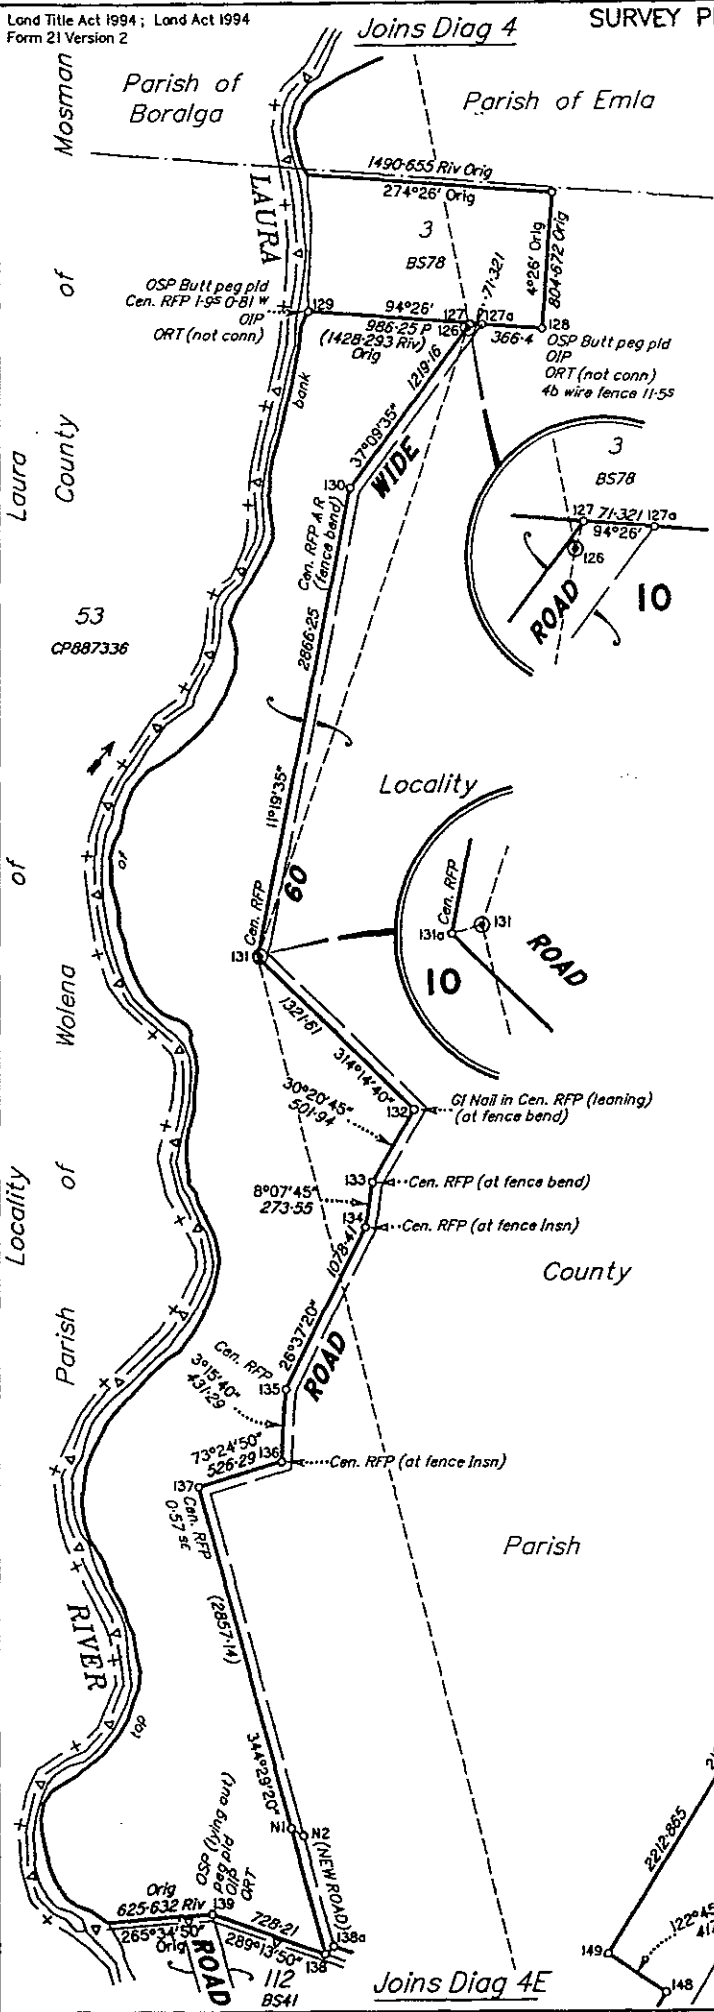 Land Title Act 1994 ; Land Act 1994
Form 21 Version 2
Joins Diag 4
SURVEY P
Mosman
of
County
Laura
of
Locality
Wolena
of
Parish
Parish of
Boralga
Parish of Emla
LAURA
1490·655 Riv Orig
274°26' Orig
3
BS78
4°26' Orig
804·672 Orig
71·321
OSP Butt peg pld
Cen. RFP 1·9S 0·81 W
OIP
ORT (not conn)
129
94°26'
986·25 P
(1428·293 Riv)
Orig
127
126
127a
366·4
128
OSP Butt peg pld
OIP
ORT (not conn)
4b wire fence 11·5S
bank
1219·16
37°09'35"
WIDE
130
Cen. RFP A R
(fence bend)
3
BS78
127
71·321
127a
94°26'
126
ROAD
10
53
CP887336
2866·25
11°19'35"
Locality
of
60
Cen. RFP
131
Cen. RFP
131a
131
ROAD
10
1321·61
314°14'40"
30°20'45"
501·94
132
GI Nail in Cen. RFP (leaning)
(at fence bend)
133
Cen. RFP (at fence bend)
8°07'45"
273·55
134
Cen. RFP (at fence Insn)
1078·41
26°37'20"
ROAD
County
Cen. RFP
3°15'40"
431·29
135
73°24'50"
526·29
136
Cen. RFP (at fence Insn)
137
Cen. RFP
0·57 SE
Parish
(2857·14)
RIVER
top
344°29'20"
N1
N2
(NEW ROAD)
OSP (lying out)
peg pld
OIP
ORT
Orig
625·632 Riv
139
265°34'50"
Orig
728·21
289°13'50"
138a
138
ROAD
112
BS41
Joins Diag 4E
2212·865
122°45
417
149
148